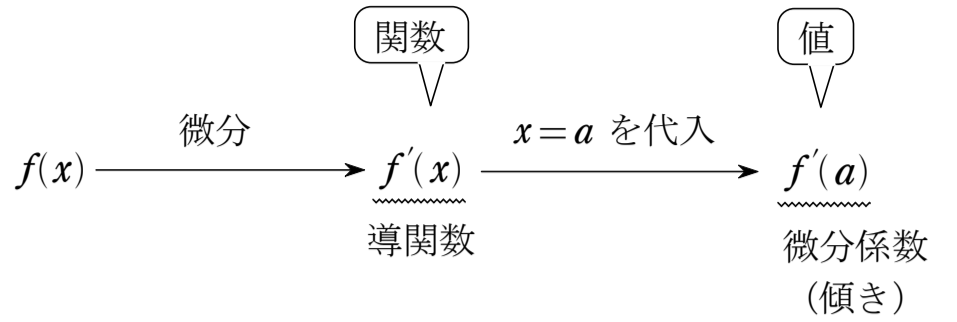 関数
値
微分
x=a を代入
f(x)
f′(x)
f′(a)
導関数
微分係数
(傾き)